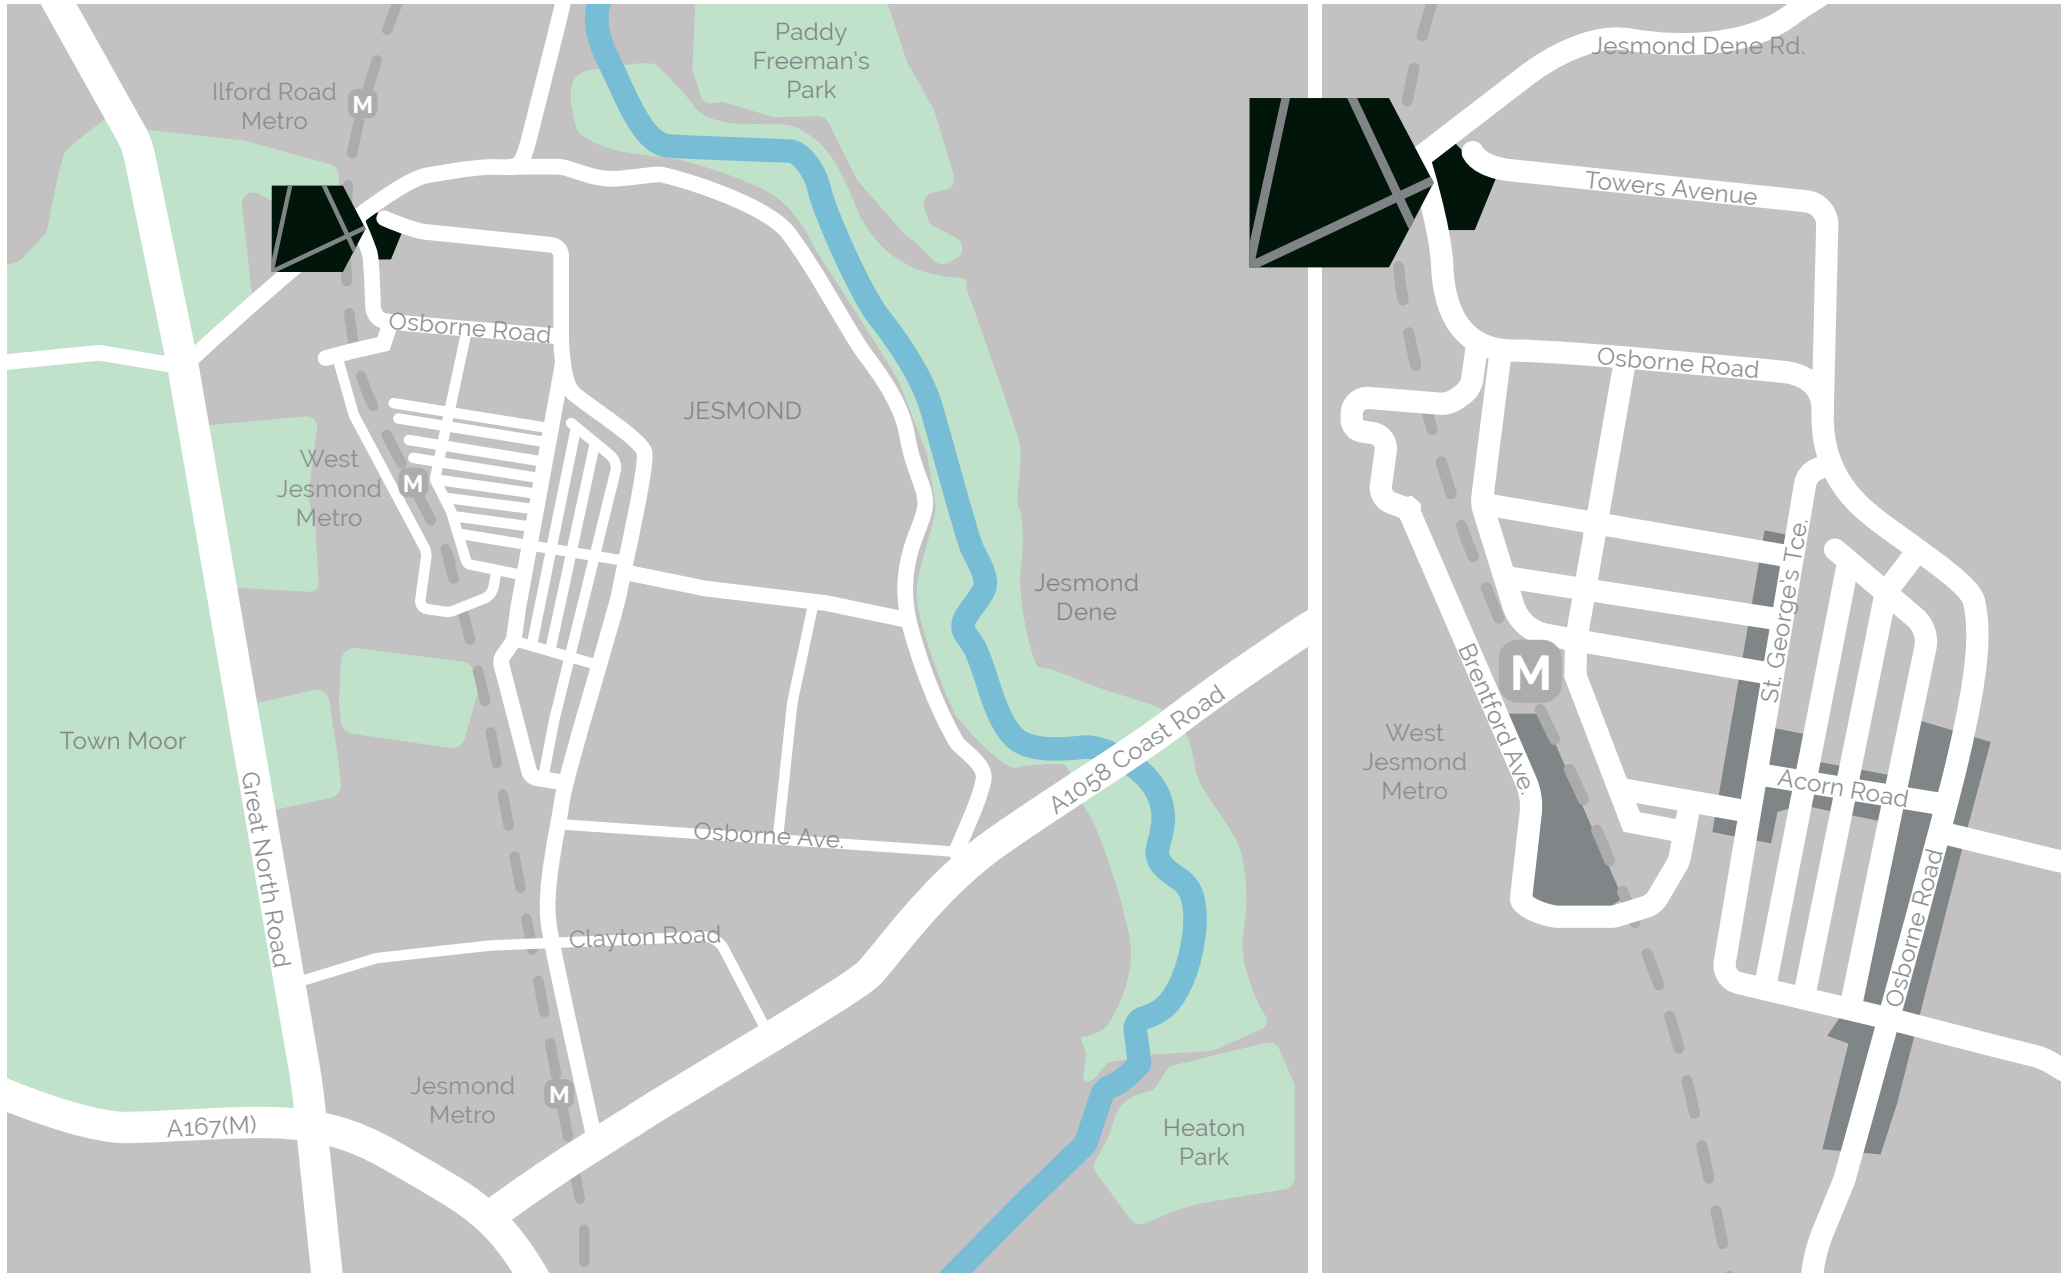 Paddy
Freeman's
Park
Ilford Road
Metro
M
Osborne Road
JESMOND
West
Jesmond
Metro
M
Jesmond
Dene
Town Moor
Great North Road
A1058 Coast Road
Osborne Ave.
Clayton Road
Jesmond
Metro
M
A167(M)
Heaton
Park
Jesmond Dene Rd.
Towers Avenue
Osborne Road
St. George's Tce.
Brentford Ave.
M
West
Jesmond
Metro
Acorn Road
Osborne Road